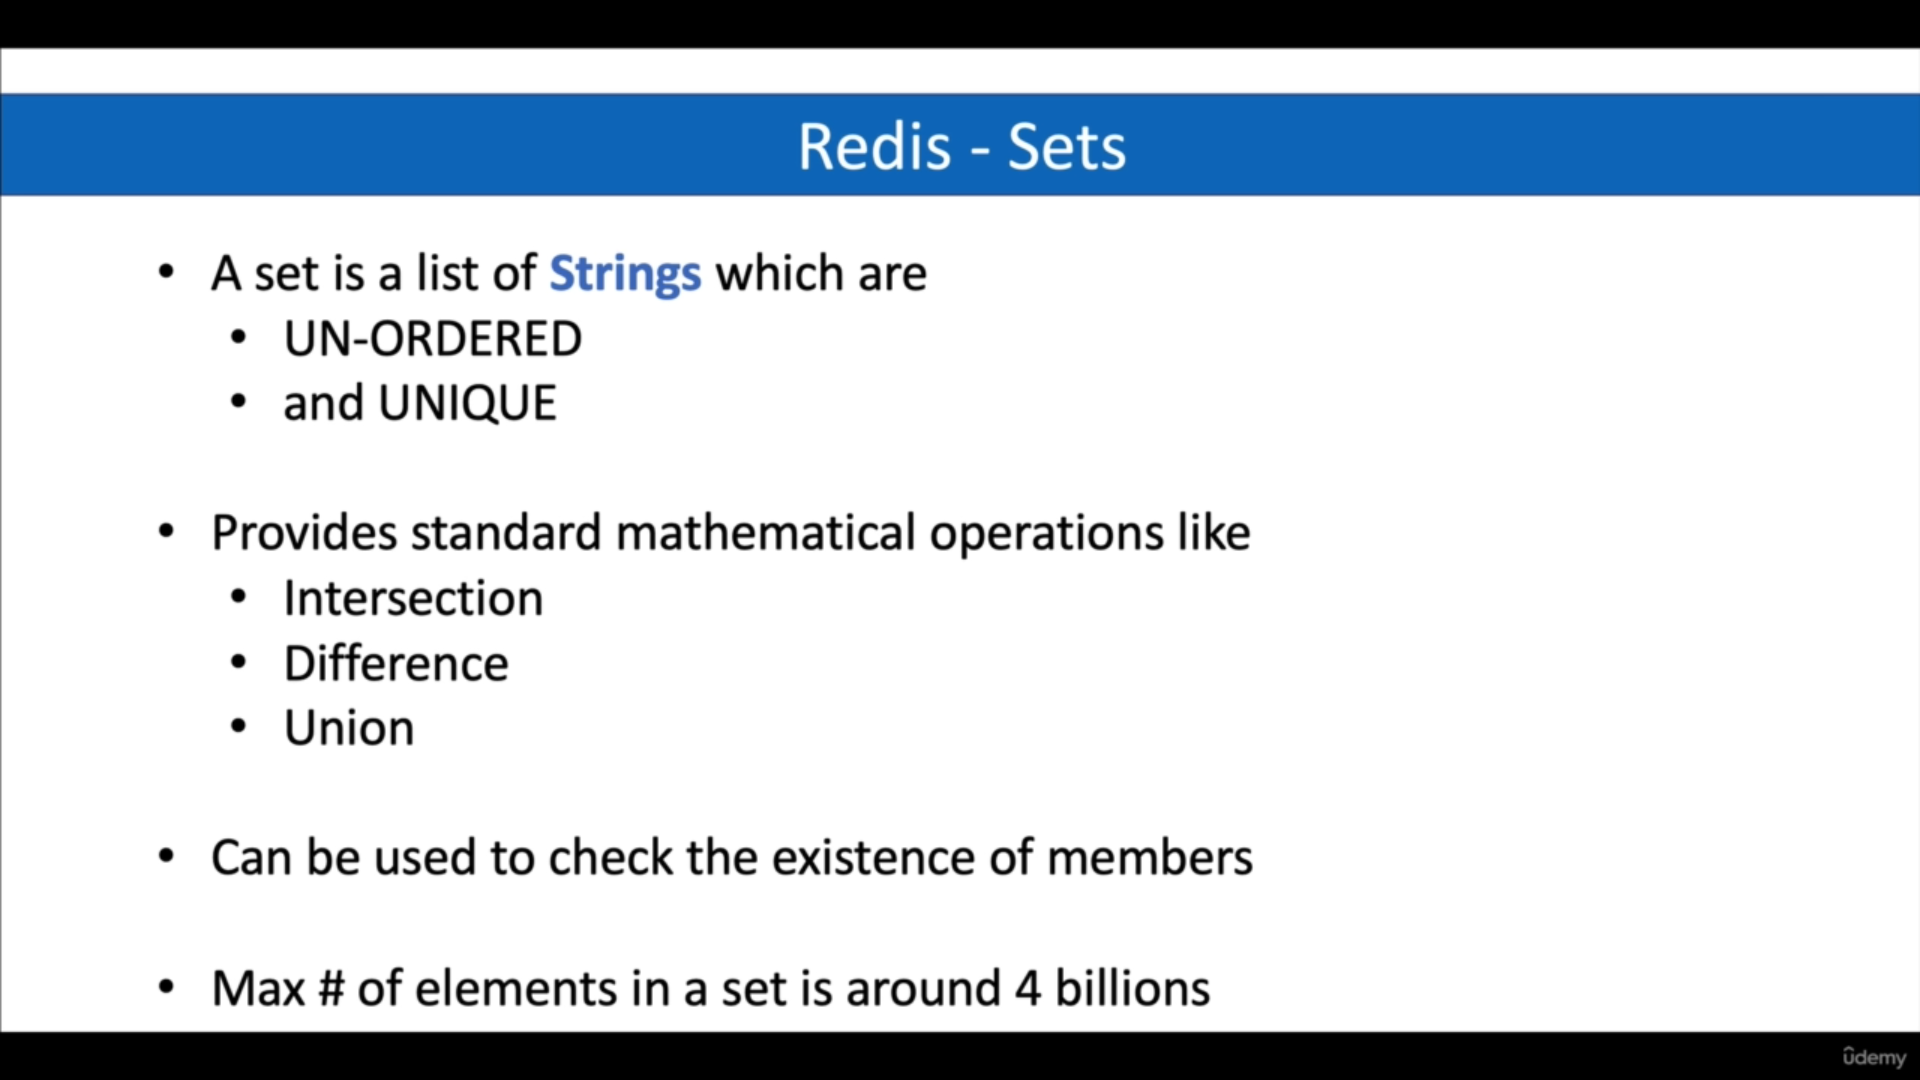 Redis - Sets
• A set is a list of Strings which are
• UN-ORDERED
• and UNIQUE
• Provides standard mathematical operations like
• Intersection
• Difference
• Union
• Can be used to check the existence of members
• Max # of elements in a set is around 4 billions
ûdemy